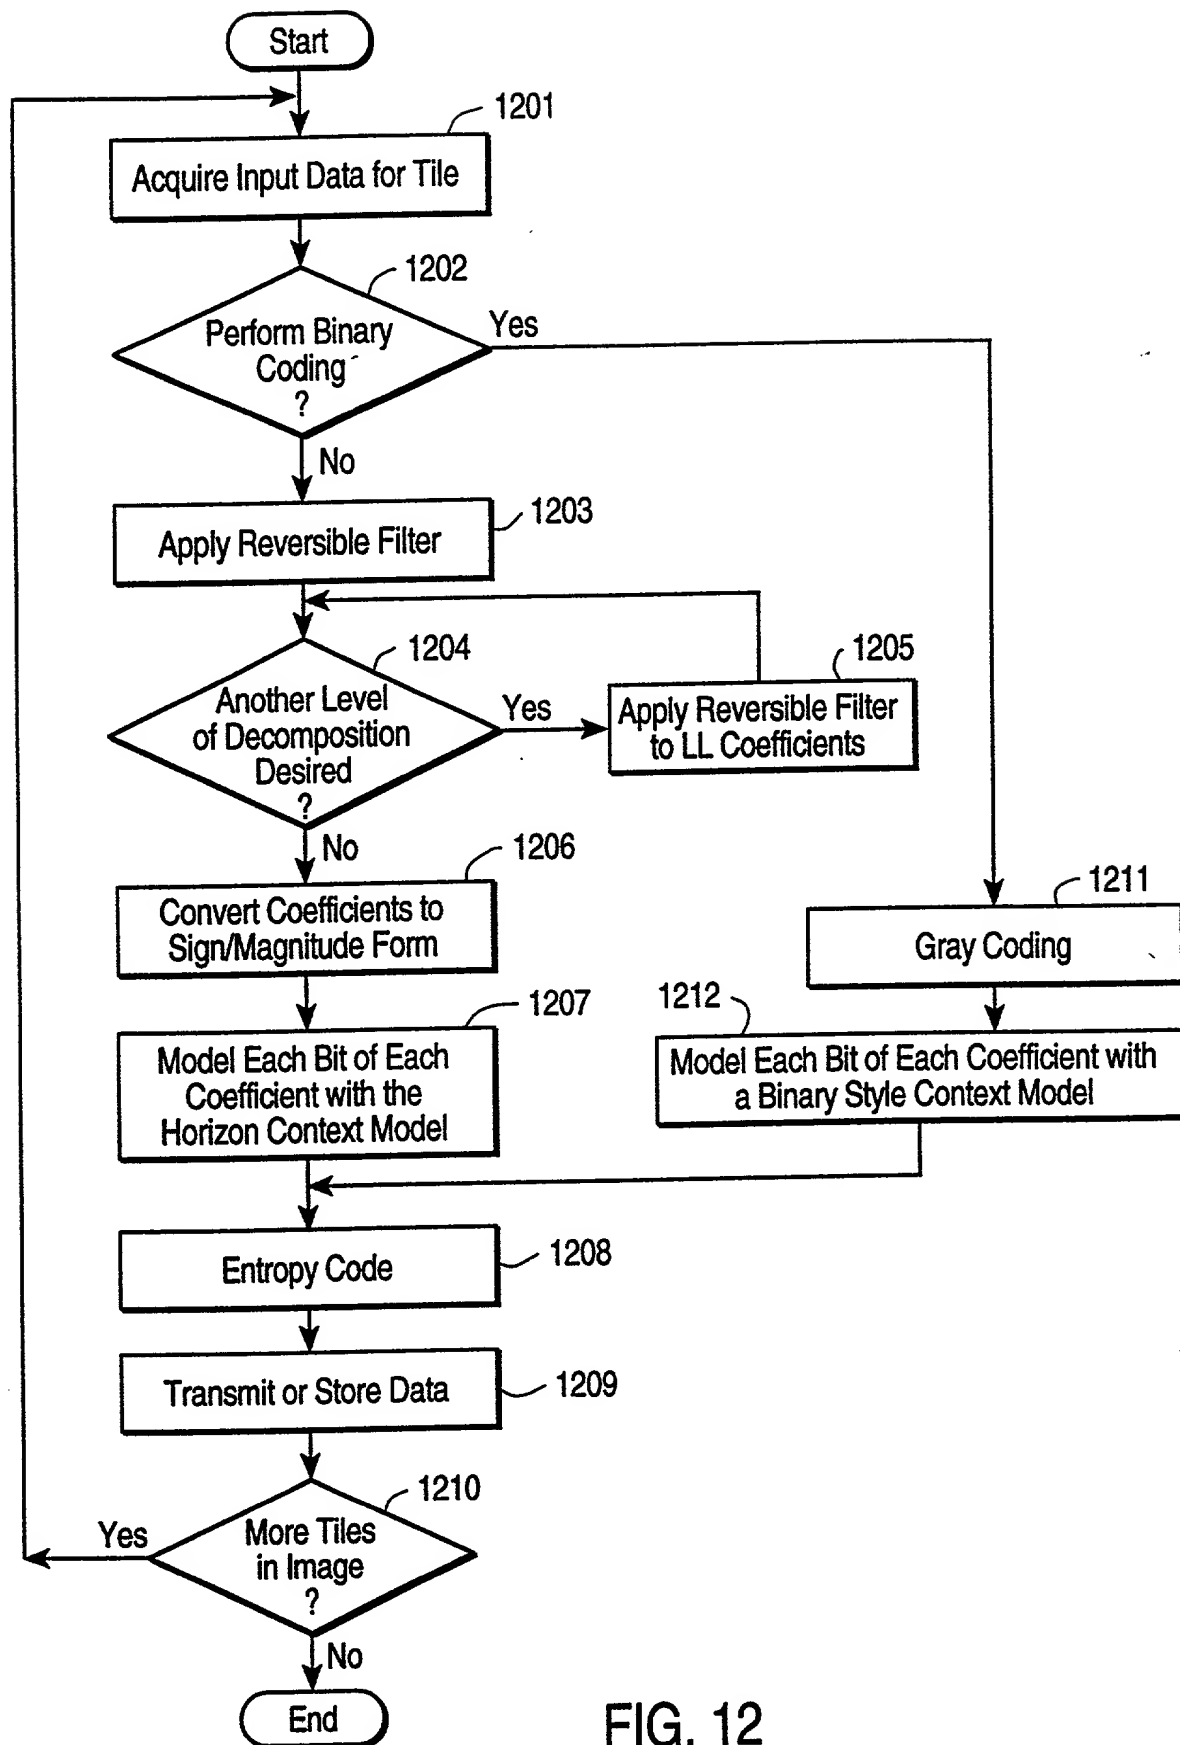 Start
1201
Acquire Input Data for Tile
1202
Perform Binary
Coding
?
Yes
No
1203
Apply Reversible Filter
1204
Another Level
of Decomposition
Desired
?
Yes
1205
Apply Reversible Filter
to LL Coefficients
No
1206
Convert Coefficients to
Sign/Magnitude Form
1211
Gray Coding
1207
Model Each Bit of Each
Coefficient with the
Horizon Context Model
1212
Model Each Bit of Each Coefficient with
a Binary Style Context Model
Entropy Code
1208
Transmit or Store Data
1209
1210
More Tiles
in Image
?
Yes
No
End
FIG. 12